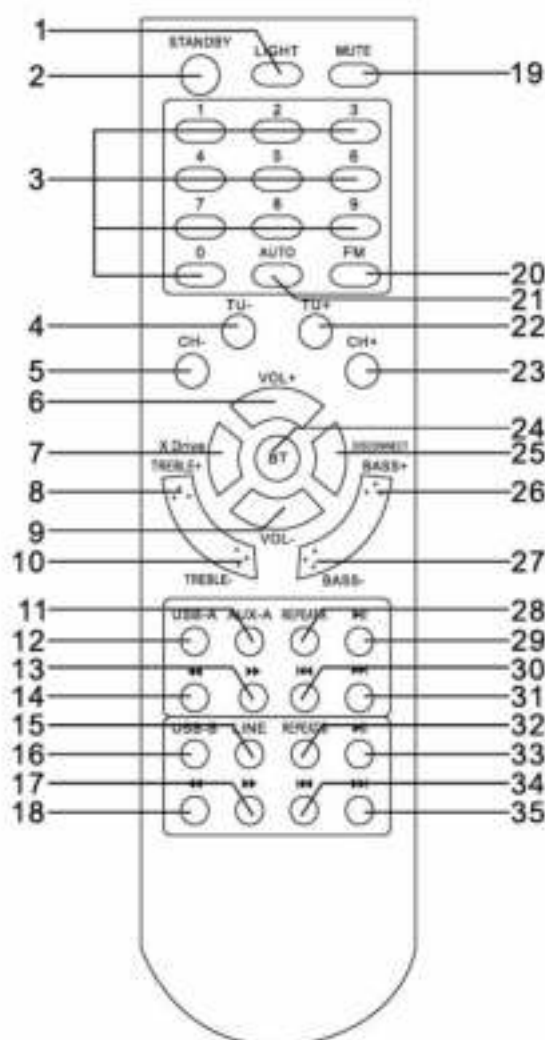 1 STANDBY LIGHT MUTE
2 19
1 2 3
3 4 5 6
7 8 9
0 AUTO FM 20
21
4 TU- TU+ 22
5 CH- CH+ 23
6 VOL+
24
7 X Drive BT DISCONNECT 25
8 TREBLE+ BASS+ 26
9 VOL-
10 TREBLE- BASS- 27
11 USB-A AUX-A REPEATA 28
12 29
13 30
14 31
15 USB-B LINE REPEATB 32
16 33
17 34
18 35